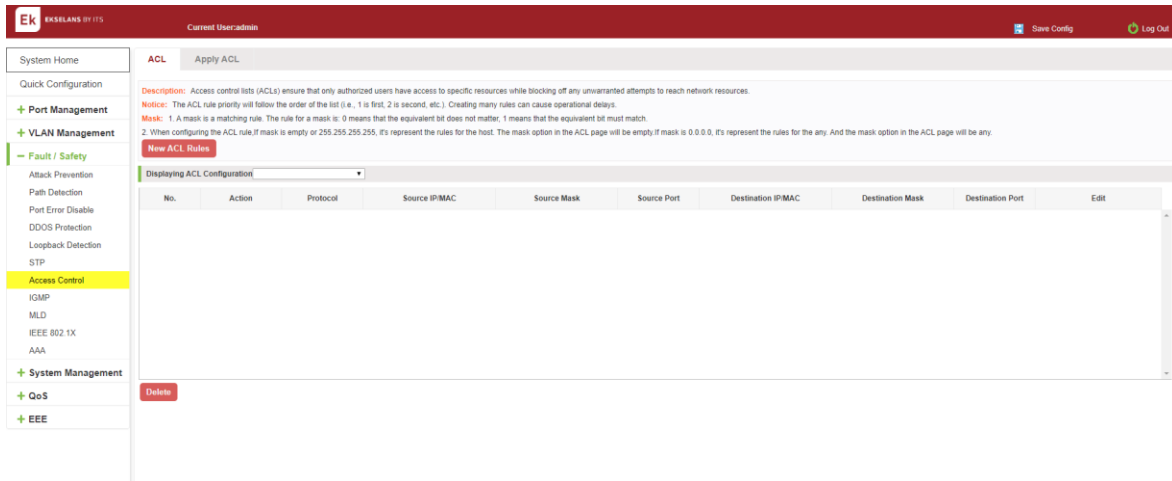 Ek EKSELANS BY ITS
Current User:admin
Save Config
Log Out
System Home
Quick Configuration
Port Management
VLAN Management
Fault / Safety
Attack Prevention
Path Detection
Port Error Disable
DDOS Protection
Loopback Detection
STP
Access Control
IGMP
MLD
IEEE 802.1X
AAA
System Management
QoS
EEE
ACL Apply ACL
Description: Access control lists (ACLs) ensure that only authorized users have access to specific resources while blocking off any unwarranted attempts to reach network resources.
Notice: The ACL rule priority will follow the order of the list (i.e., 1 is first, 2 is second, etc.). Creating many rules can cause operational delays.
Mask: 1. A mask is a matching rule. The rule for a mask is: 0 means that the equivalent bit does not matter, 1 means that the equivalent bit must match.
2. When configuring the ACL rule,If mask is empty or 255.255.255.255, it's represent the rules for the host. The mask option in the ACL page will be empty.If mask is 0.0.0.0, it's represent the rules for the any. And the mask option in the ACL page will be any.
New ACL Rules
Displaying ACL Configuration
No. Action Protocol Source IP/MAC Source Mask Source Port Destination IP/MAC Destination Mask Destination Port Edit
Delete